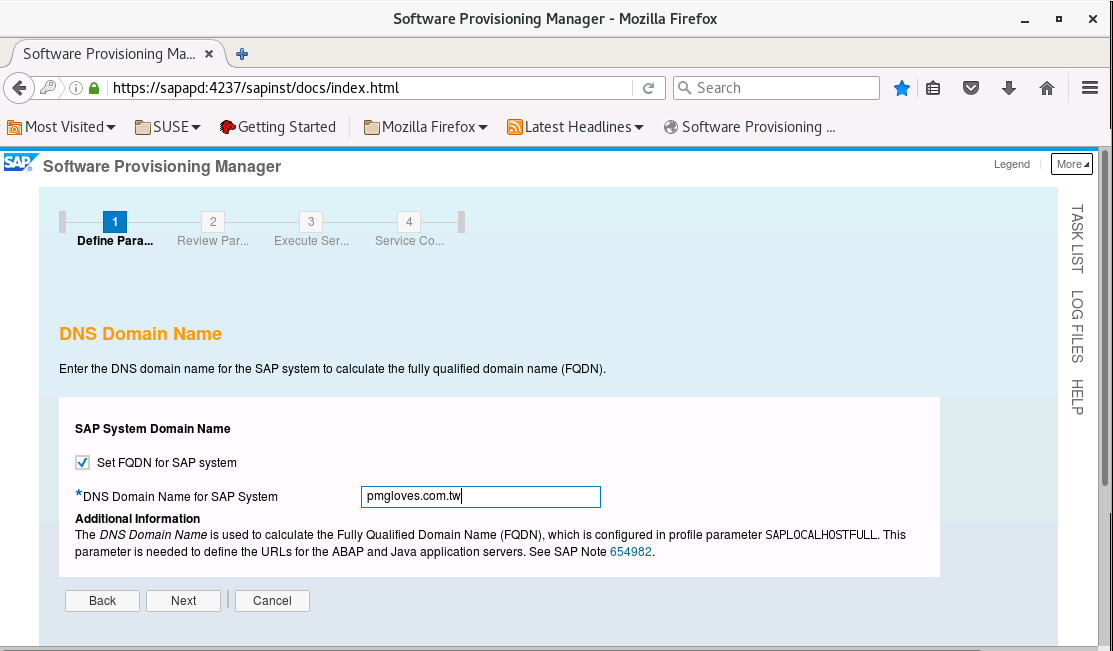 Software Provisioning Manager - Mozilla Firefox
Software Provisioning Ma...
https://sapapd:4237/sapinst/docs/index.html
Search
Most Visited
SUSE
Getting Started
Mozilla Firefox
Latest Headlines
Software Provisioning ...
SAP
Software Provisioning Manager
Legend
More
1
2
3
4
Define Para...
Review Par...
Execute Ser...
Service Co...
TASK LIST
LOG FILES
HELP
DNS Domain Name
Enter the DNS domain name for the SAP system to calculate the fully qualified domain name (FQDN).
SAP System Domain Name
Set FQDN for SAP system
*DNS Domain Name for SAP System
pmgloves.com.tw
Additional Information
The DNS Domain Name is used to calculate the Fully Qualified Domain Name (FQDN), which is configured in profile parameter SAPLOCALHOSTFULL. This
parameter is needed to define the URLs for the ABAP and Java application servers. See SAP Note 654982.
Back
Next
Cancel